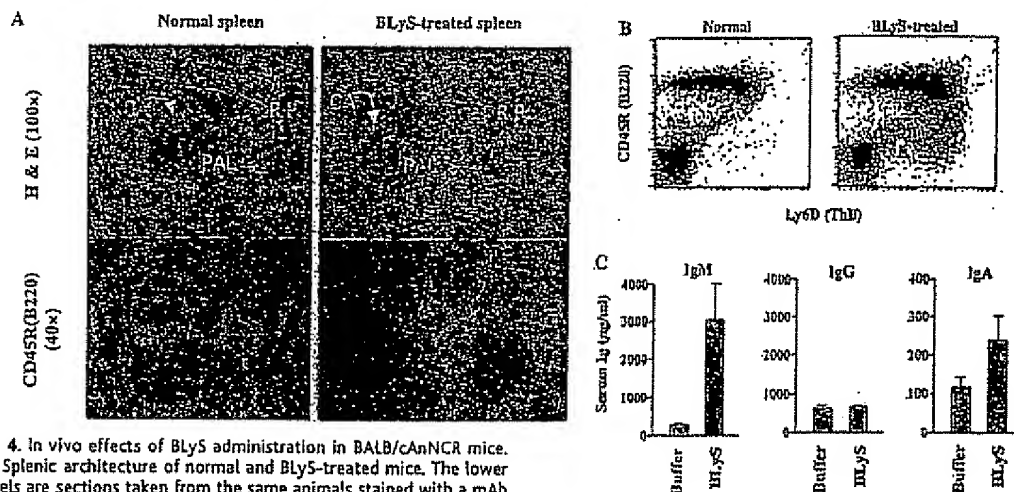 A
Normal spleen
BLyS-treated spleen
H & E (100×)
PAL
CD45R(B220)
(40×)
B
Normal
BLyS-treated
CD45R (B220)
Ly6D (ThB)
C
IgM
4000
3000
2000
1000
0
Serum Ig (µg/ml)
Buffer
BLyS
IgG
4000
3000
2000
1000
0
Buffer
BLyS
IgA
400
300
200
100
0
Buffer
BLyS
4. In vivo effects of BLyS administration in BALB/cAnNCR mice.
Splenic architecture of normal and BLyS-treated mice. The lower
els are sections taken from the same animals stained with a mAb